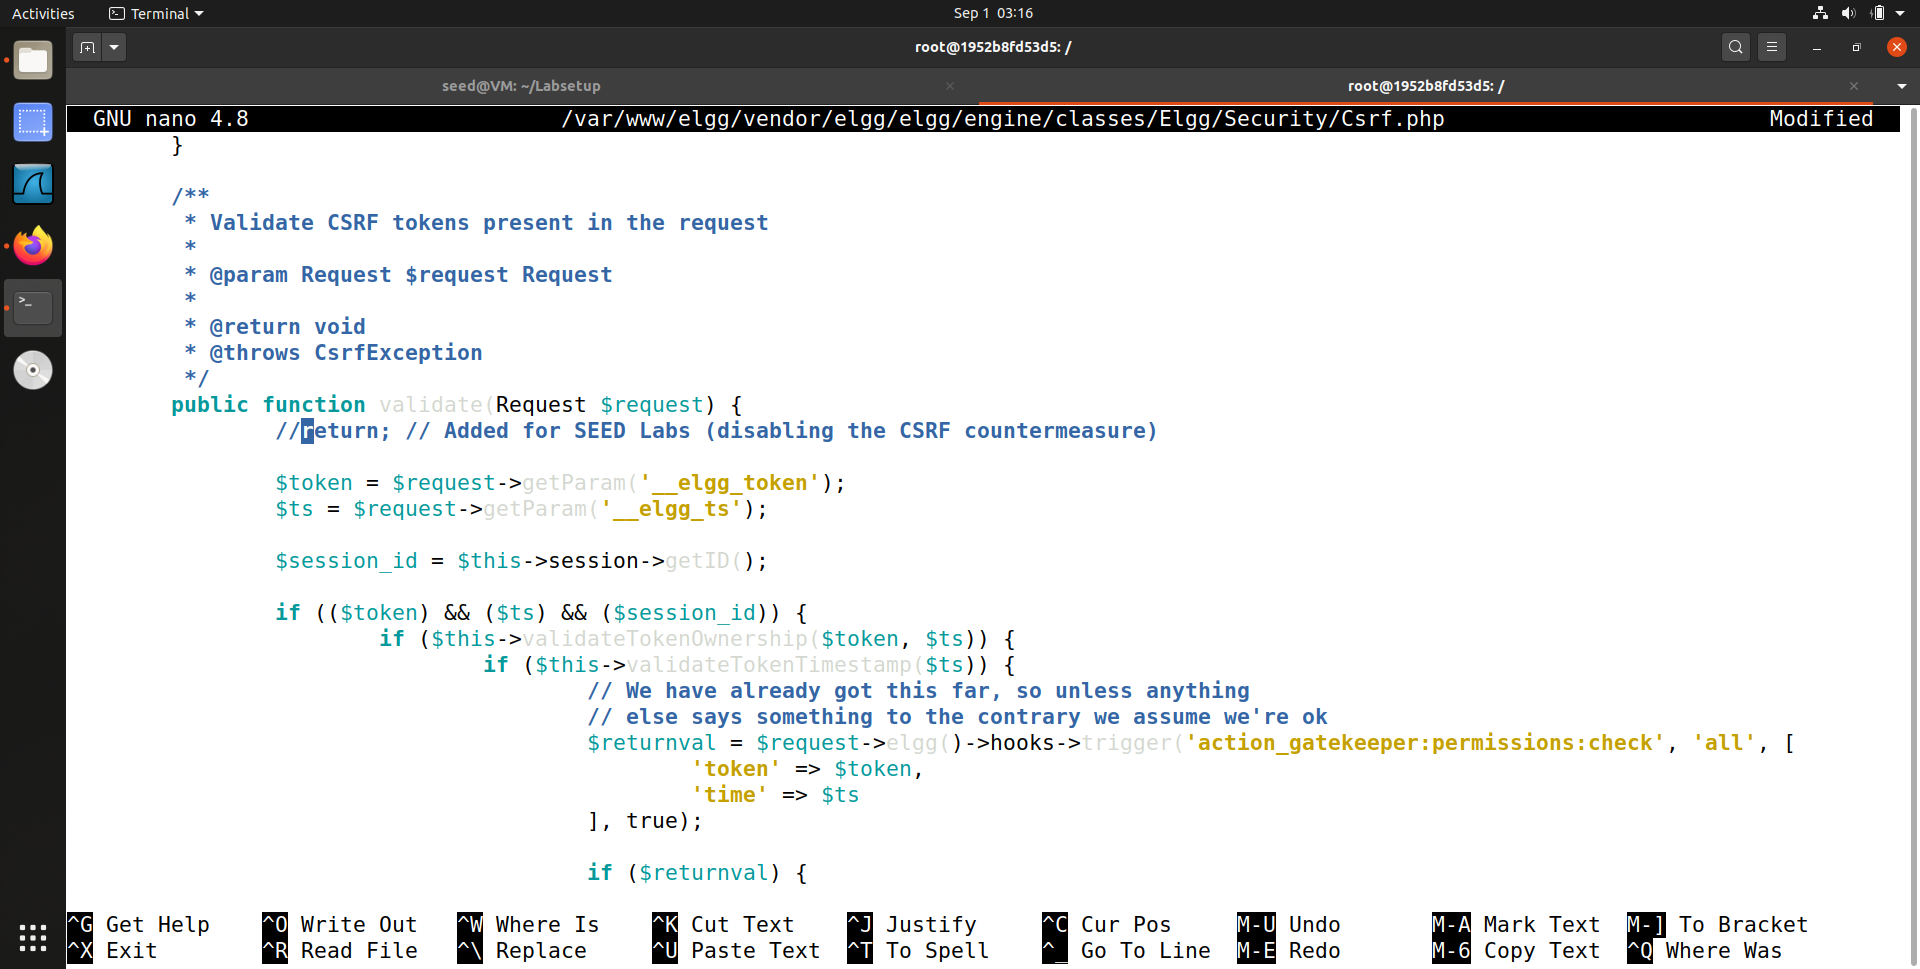 Activities Terminal Sep 1 03:16
root@1952b8fd53d5: /
seed@VM: ~/Labsetup root@1952b8fd53d5: /
GNU nano 4.8 /var/www/elgg/vendor/elgg/elgg/engine/classes/Elgg/Security/Csrf.php Modified
}
/**
* Validate CSRF tokens present in the request
*
* @param Request $request Request
*
* @return void
* @throws CsrfException
*/
public function validate(Request $request) {
//return; // Added for SEED Labs (disabling the CSRF countermeasure)
$token = $request->getParam('__elgg_token');
$ts = $request->getParam('__elgg_ts');
$session_id = $this->session->getID();
if (($token) && ($ts) && ($session_id)) {
if ($this->validateTokenOwnership($token, $ts)) {
if ($this->validateTokenTimestamp($ts)) {
// We have already got this far, so unless anything
// else says something to the contrary we assume we're ok
$returnval = $request->elgg()->hooks->trigger('action_gatekeeper:permissions:check', 'all', [
'token' => $token,
'time' => $ts
], true);
if ($returnval) {
^G Get Help ^O Write Out ^W Where Is ^K Cut Text ^J Justify ^C Cur Pos M-U Undo M-A Mark Text M-] To Bracket
^X Exit ^R Read File ^\ Replace ^U Paste Text ^T To Spell ^_ Go To Line M-E Redo M-6 Copy Text ^Q Where Was